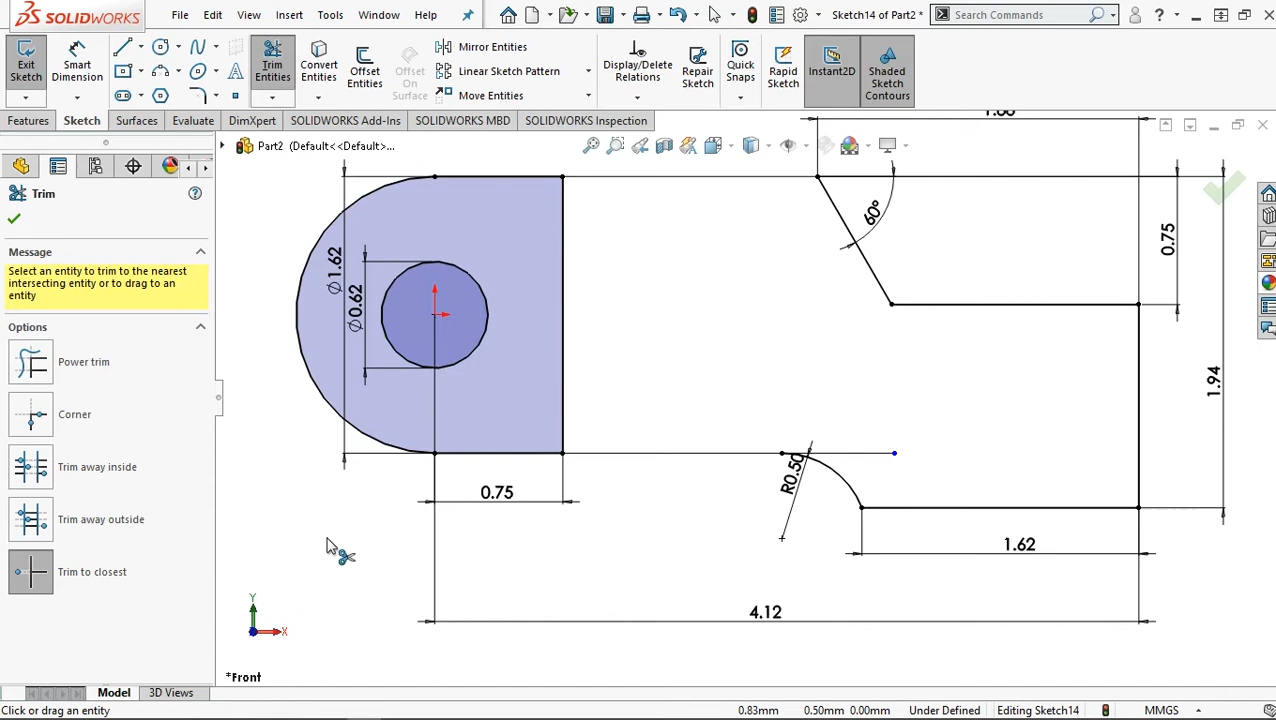 SOLIDWORKS
File Edit View Insert Tools Window Help
Sketch14 of Part2 *
Search Commands
?
Exit Sketch
Smart Dimension
Trim Entities
Convert Entities
Offset Entities
Offset On Surface
Mirror Entities
Linear Sketch Pattern
Move Entities
Display/Delete Relations
Repair Sketch
Quick Snaps
Rapid Sketch
Instant2D
Shaded Sketch Contours
Features Sketch Surfaces Evaluate DimXpert SOLIDWORKS Add-Ins SOLIDWORKS MBD SOLIDWORKS Inspection
Part2 (Default<<Default>...
Trim
?
Message
Select an entity to trim to the nearest
intersecting entity or to drag to an
entity
Options
Power trim
Corner
Trim away inside
Trim away outside
Trim to closest
60°
0.75
∅1.62
∅0.62
1.94
R0.50
0.75
1.62
4.12
Y
X
*Front
Model 3D Views
Click or drag an entity
0.83mm 0.50mm 0.00mm Under Defined Editing Sketch14 MMGS